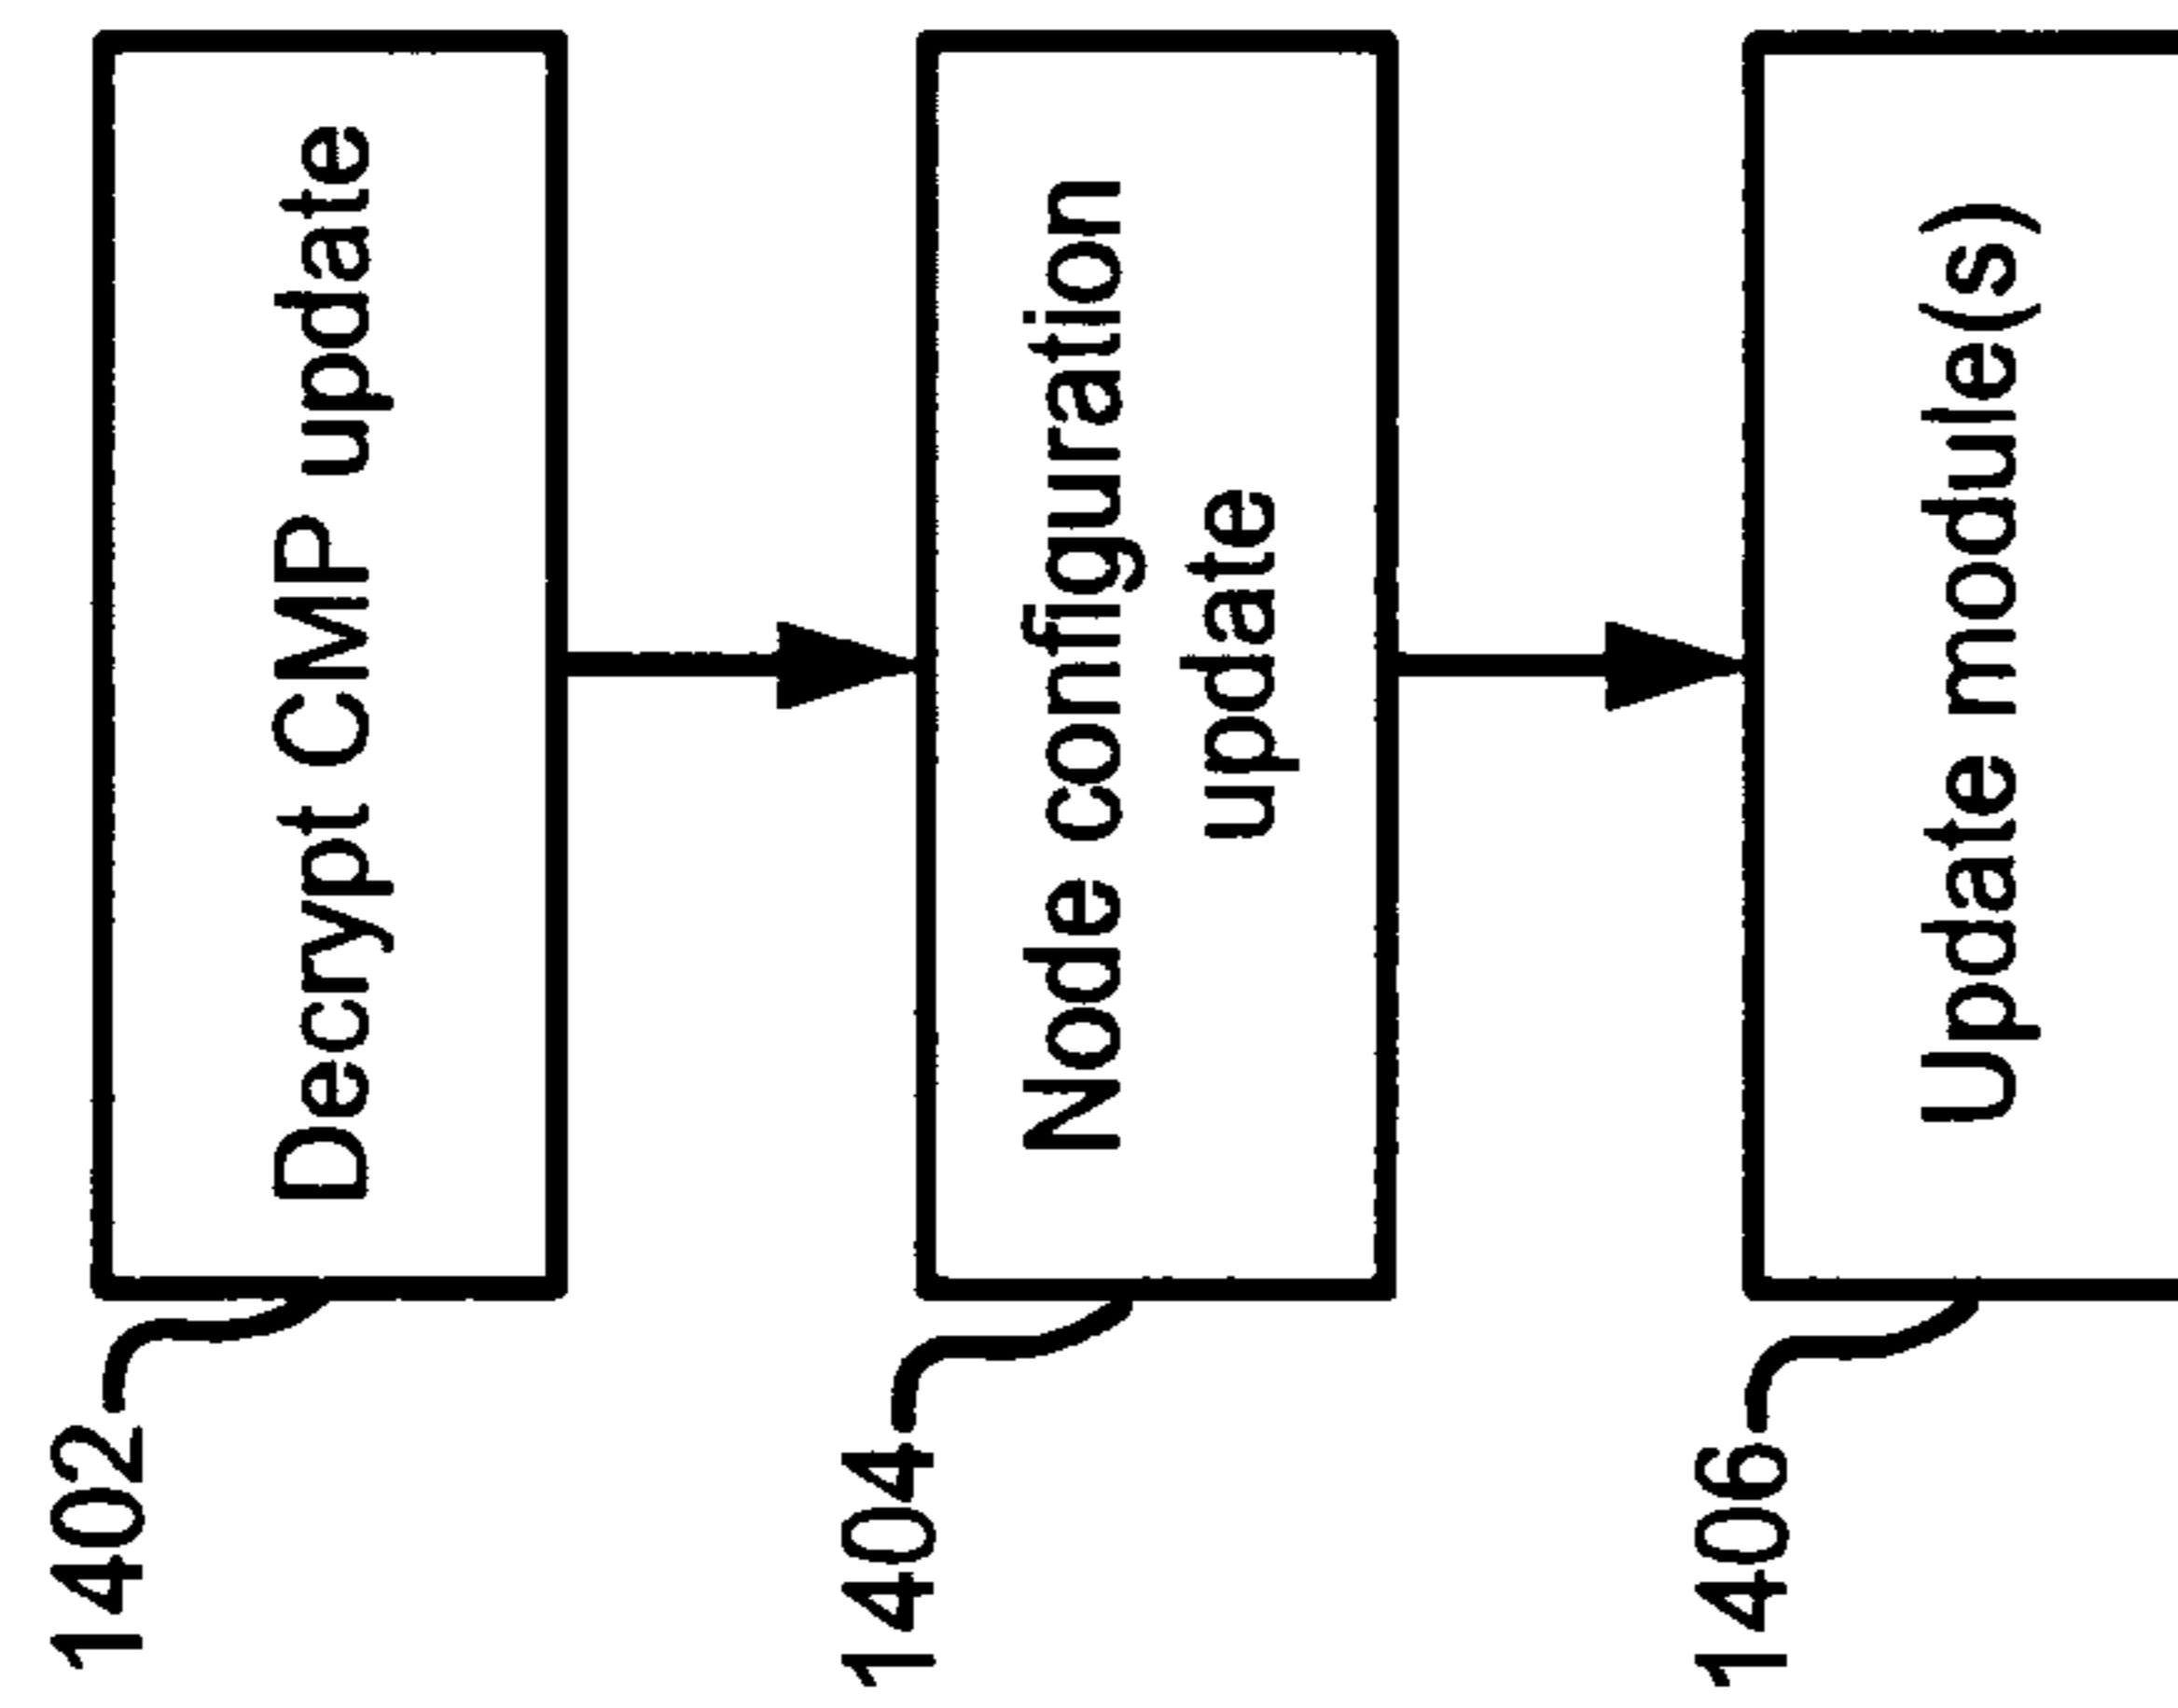 1402
Decrypt CMP update
1404
Node configuration
update
1406
Update module(s)